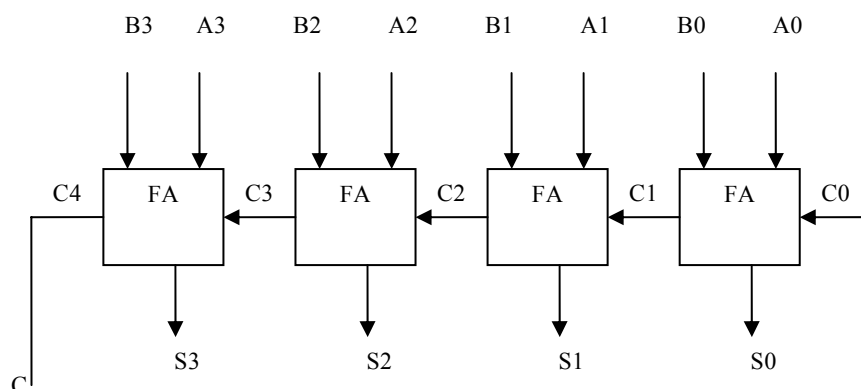 B3 A3 B2 A2 B1 A1 B0 A0
C4 FA C3 FA C2 FA C1 FA C0
S3 S2 S1 S0
C